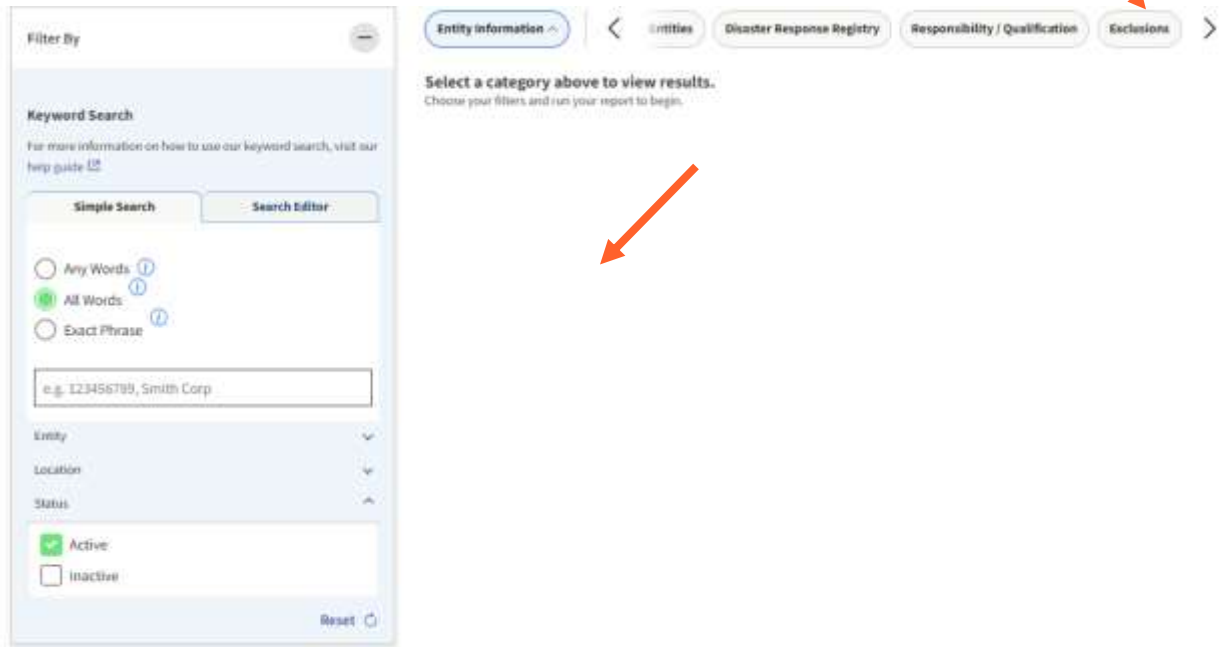 Filter By
Keyword Search
For more information on how to use our keyword search, visit our
help guide
Simple Search Search Editor
Any Words
All Words
Exact Phrase
e.g. 123456789, Smith Corp
Entity
Location
Status
Active
Inactive
Reset
Entity Information Entities Disaster Response Registry Responsibility / Qualification Exclusions
Select a category above to view results.
Choose your filters and run your report to begin.